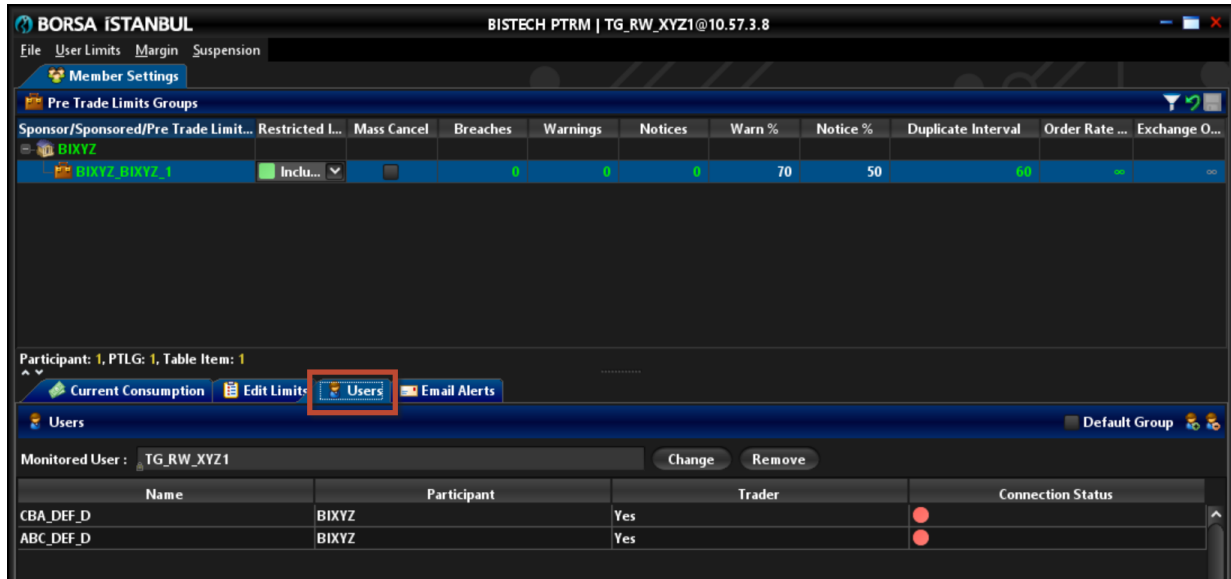 BORSA İSTANBUL
BISTECH PTRM | TG_RW_XYZ1@10.57.3.8
File User Limits Margin Suspension
Member Settings
Pre Trade Limits Groups
Sponsor/Sponsored/Pre Trade Limit... Restricted I... Mass Cancel Breaches Warnings Notices Warn % Notice % Duplicate Interval Order Rate ... Exchange O...
BIXYZ
BIXYZ_BIXYZ_1 Inclu... 0 0 0 70 50 60 ∞ ∞
Participant: 1, PTLG: 1, Table Item: 1
Current Consumption Edit Limits Users Email Alerts
Users Default Group
Monitored User : TG_RW_XYZ1 Change Remove
Name Participant Trader Connection Status
CBA_DEF_D BIXYZ Yes
ABC_DEF_D BIXYZ Yes